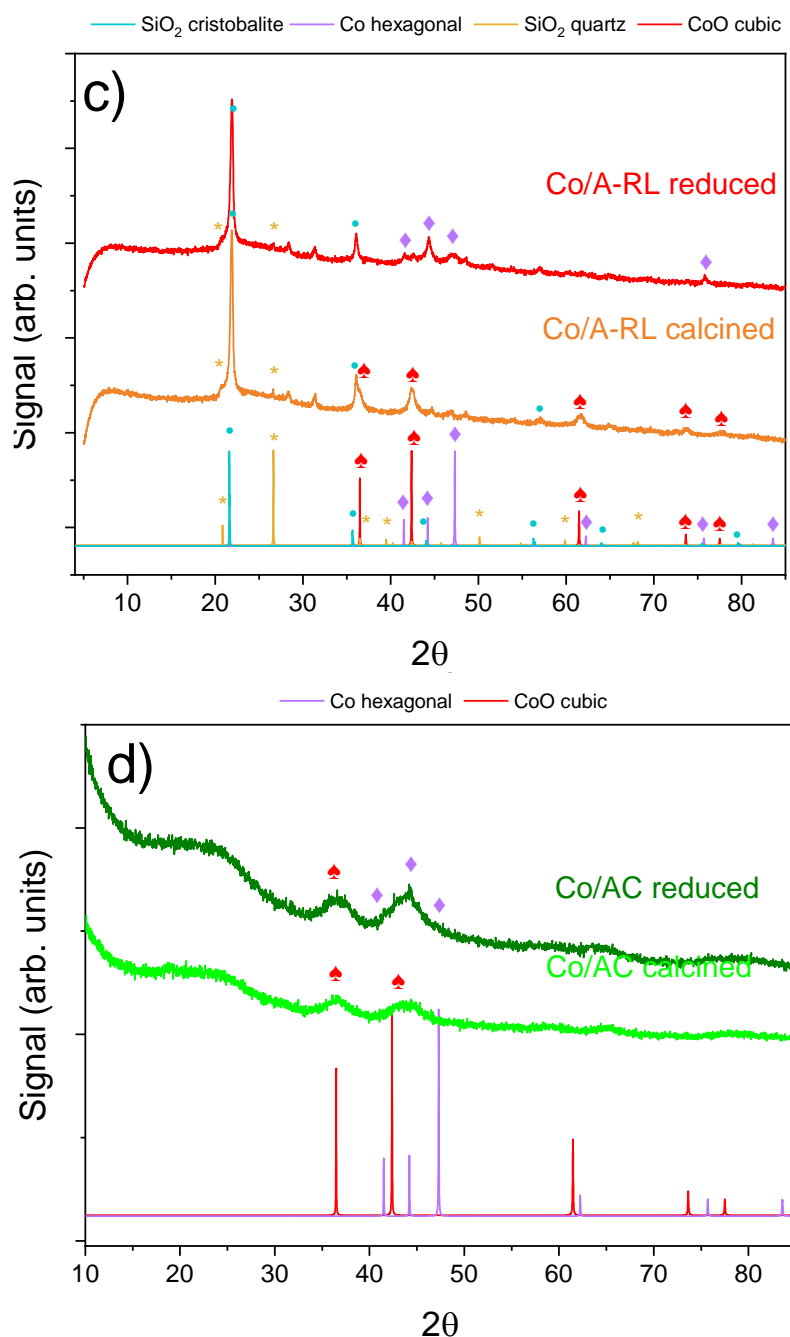 SiO₂ cristobalite Co hexagonal SiO₂ quartz CoO cubic
c)
Co/A-RL reduced
Co/A-RL calcined
Signal (arb. units)
10 20 30 40 50 60 70 80
2θ
Co hexagonal CoO cubic
d)
Co/AC reduced
Co/AC calcined
Signal (arb. units)
10 20 30 40 50 60 70 80
2θ